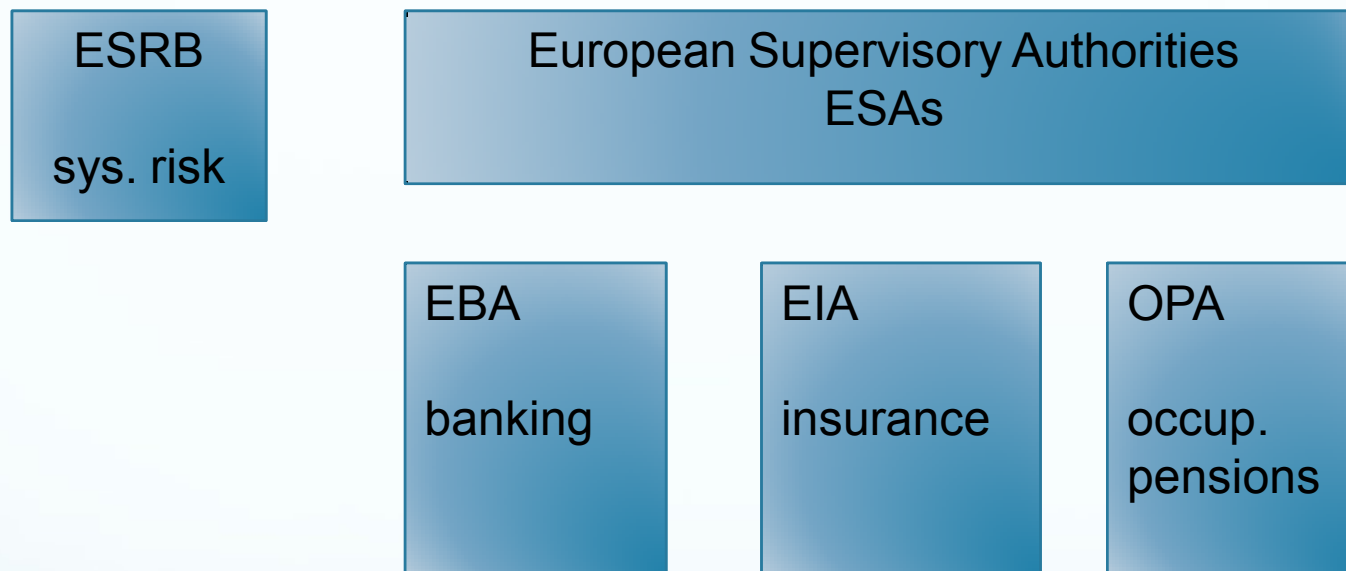 ESRB
sys. risk
European Supervisory Authorities
ESAs
EBA
banking
EIA
insurance
OPA
occup.
pensions